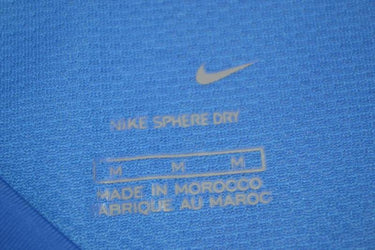 NIKE SPHERE DRY
M M M
MADE IN MOROCCO
FABRIQUE AU MAROC